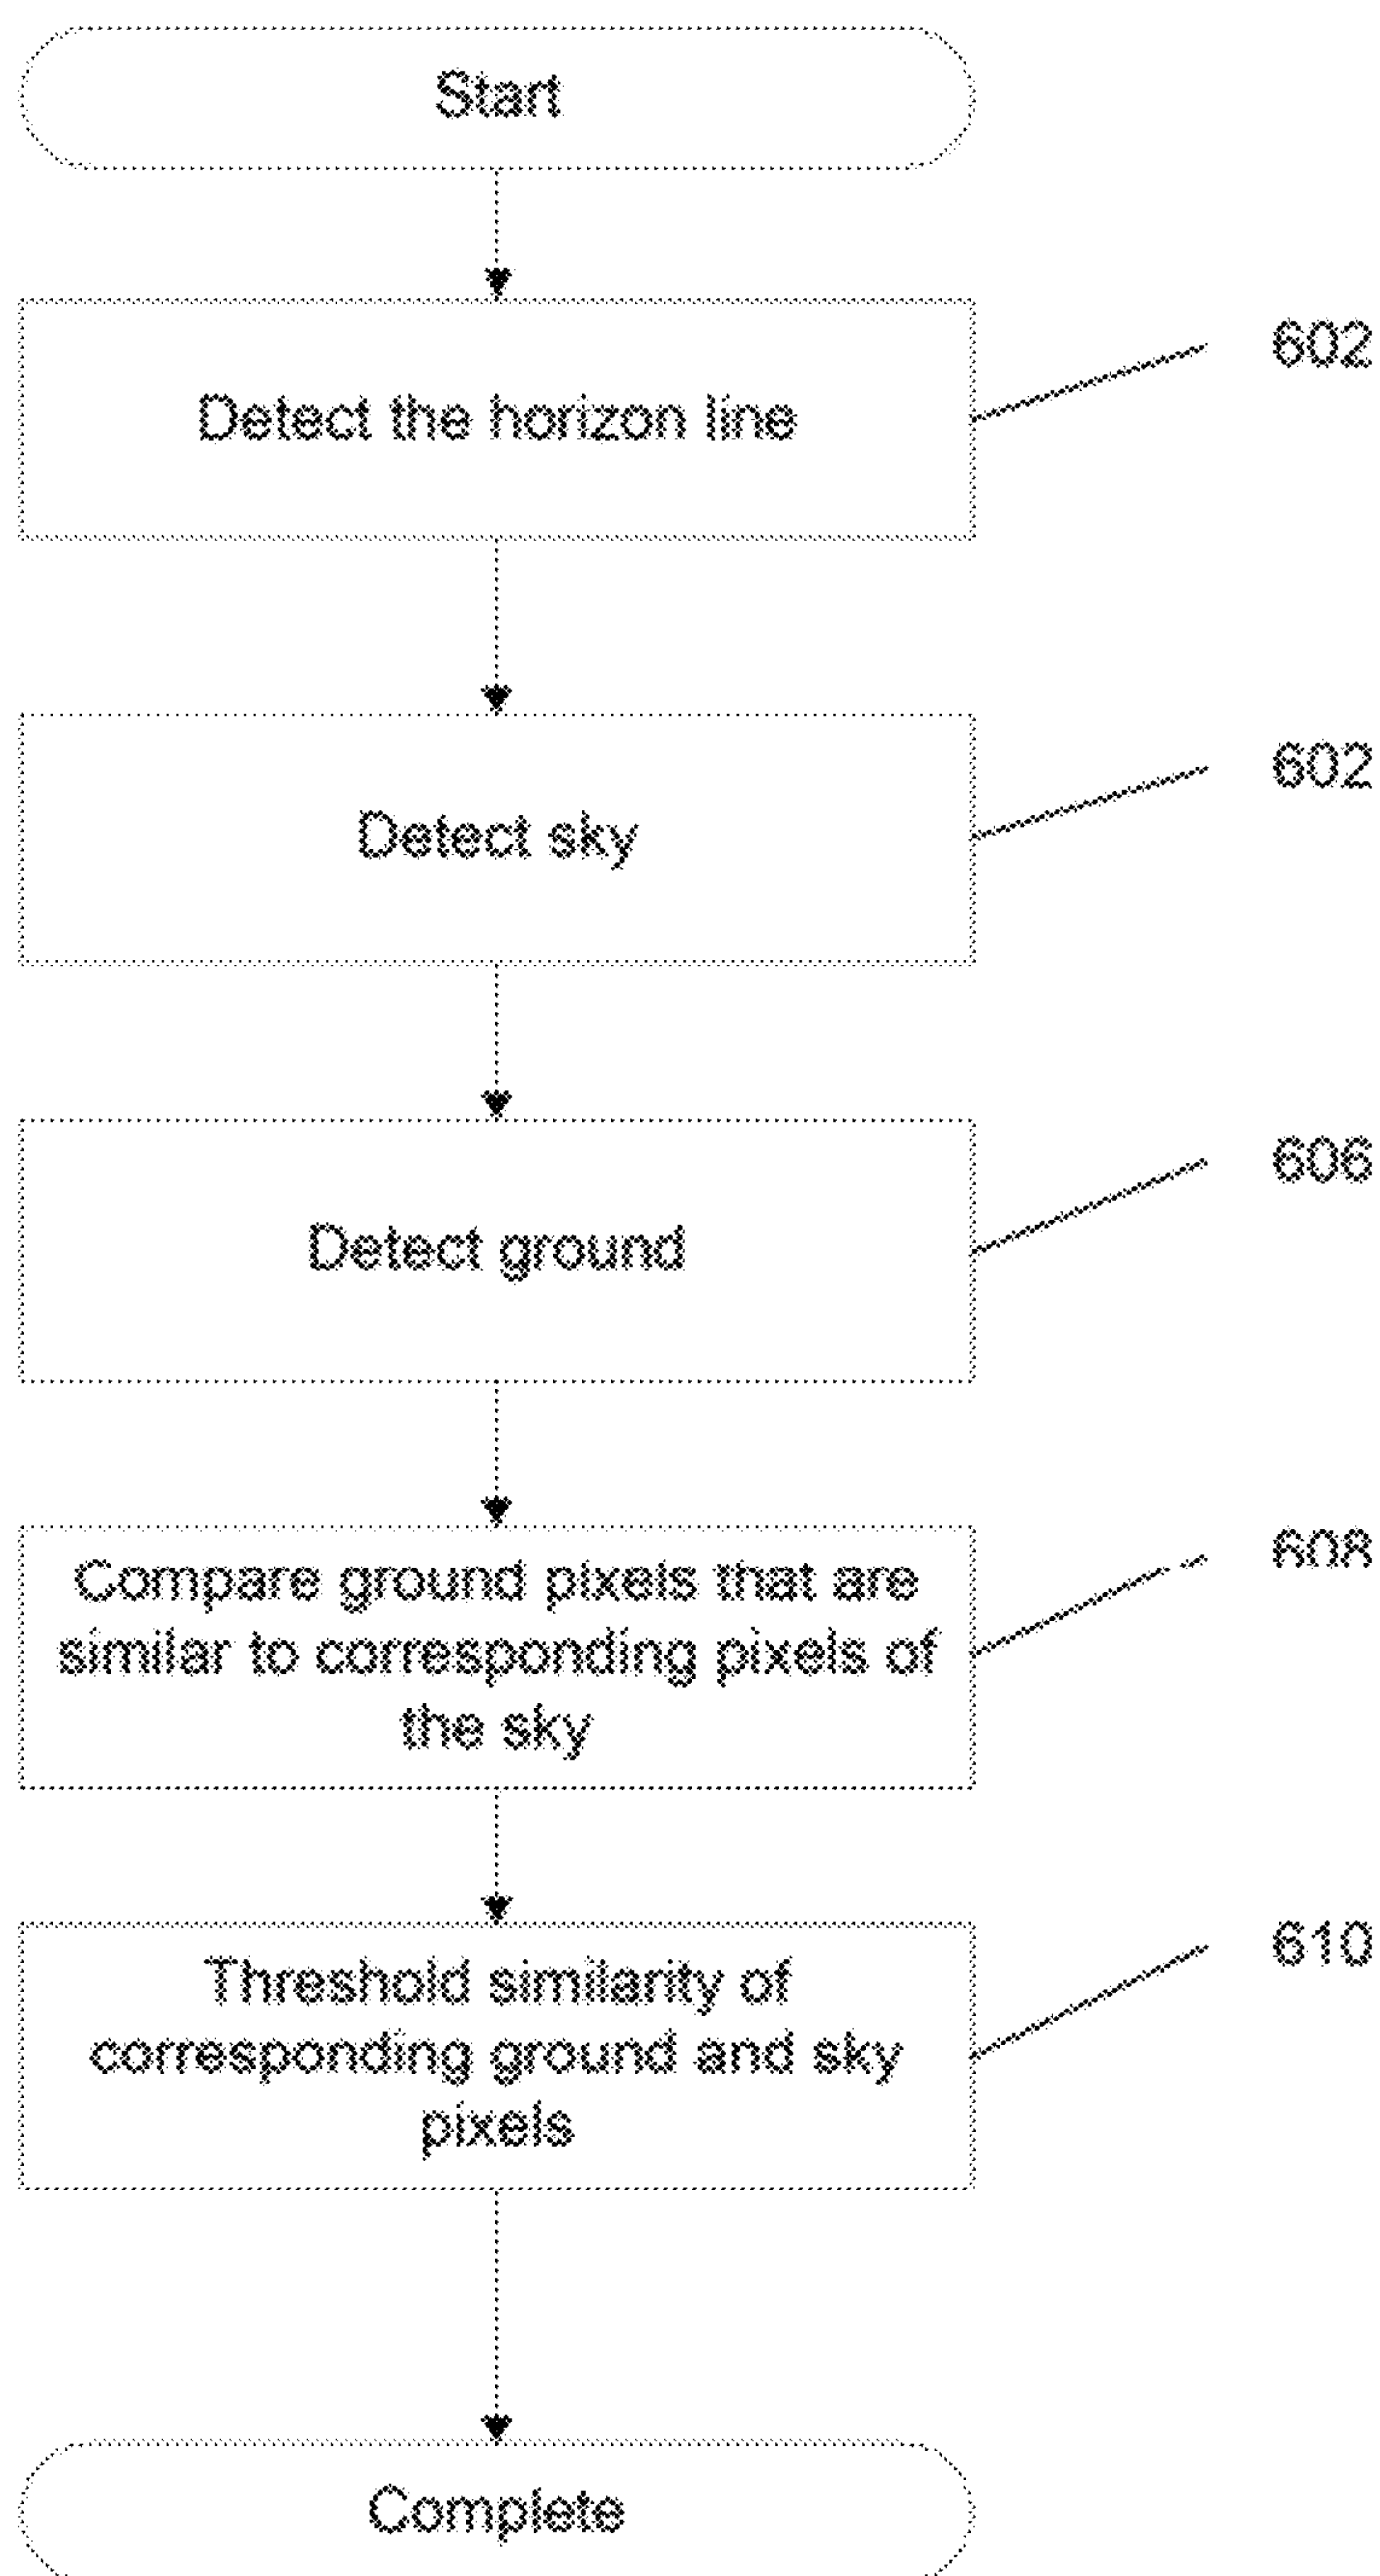 Start
Detect the horizon line
602
Detect sky
602
Detect ground
606
Compare ground pixels that are
similar to corresponding pixels of
the sky
608
Threshold similarity of
corresponding ground and sky
pixels
610
Complete